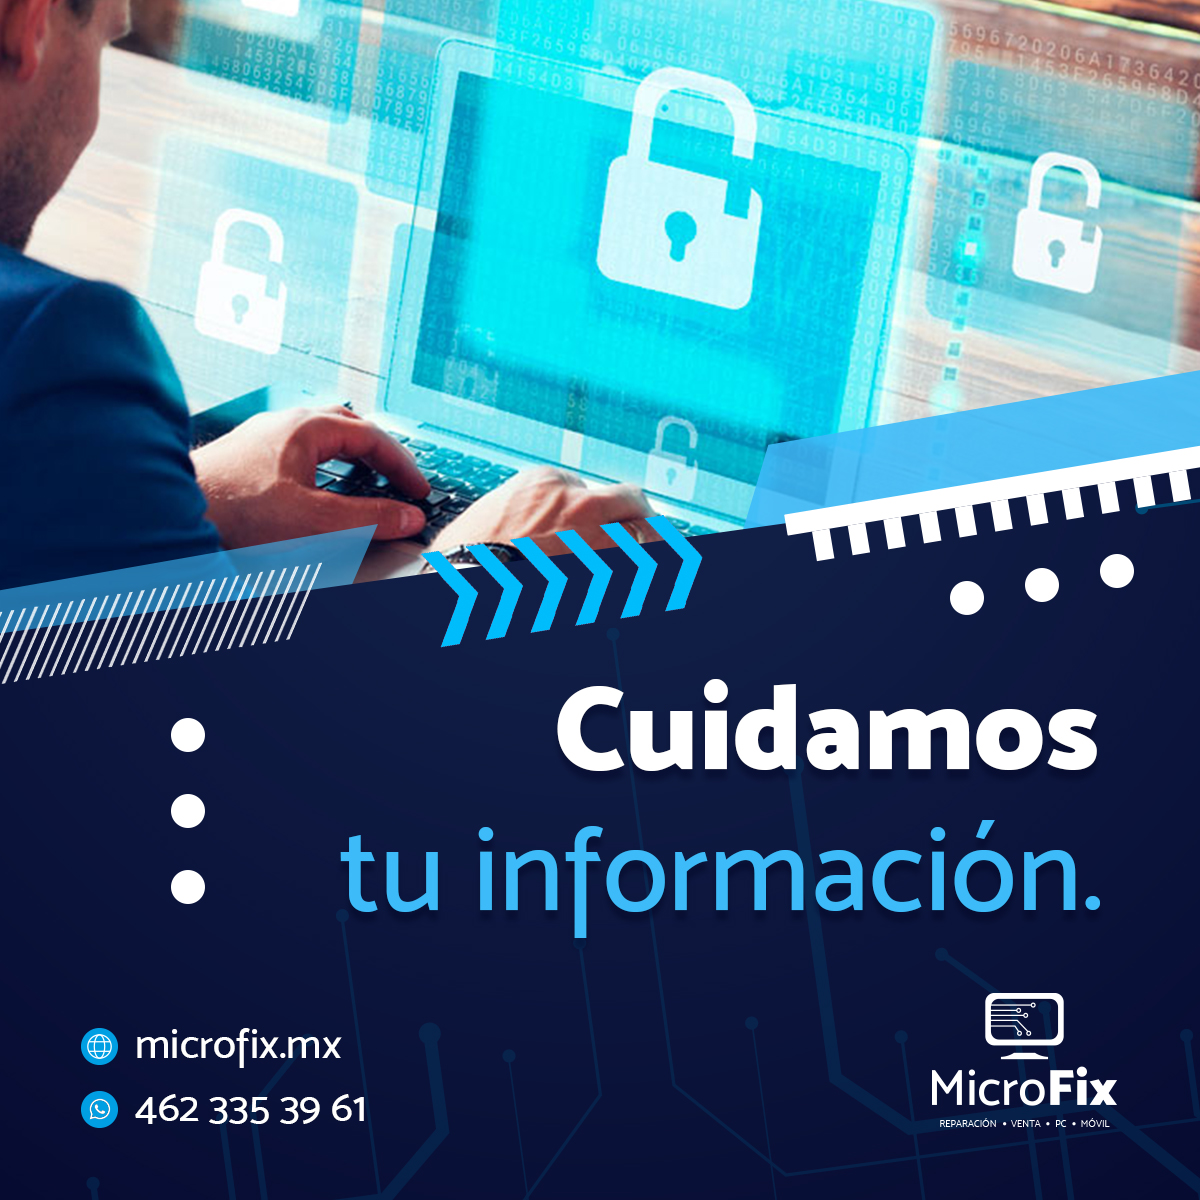 Cuidamos
tu información.
microfix.mx
462 335 39 61
MicroFix
REPARACIÓN • VENTA • PC • MÓVIL